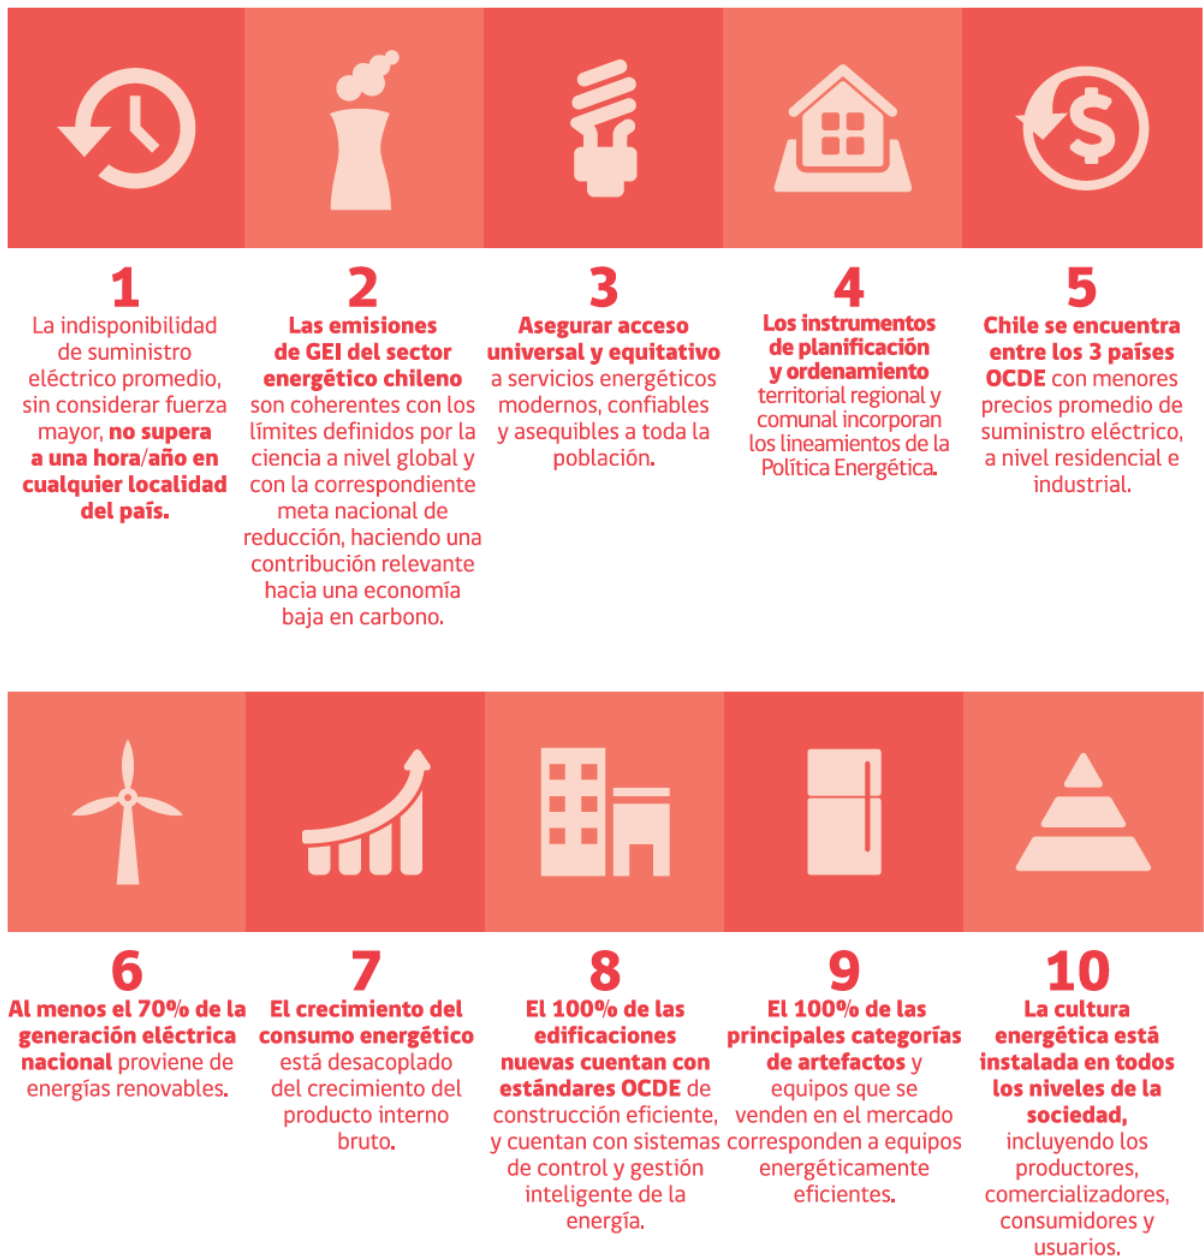 1
La indisponibilidad
de suministro
eléctrico promedio,
sin considerar fuerza
mayor, no supera
a una hora/año en
cualquier localidad
del país.
2
Las emisiones
de GEI del sector
energético chileno
son coherentes con los
límites definidos por la
ciencia a nivel global y
con la correspondiente
meta nacional de
reducción, haciendo una
contribución relevante
hacia una economía
baja en carbono.
3
Asegurar acceso
universal y equitativo
a servicios energéticos
modernos, confiables
y asequibles a toda la
población.
4
Los instrumentos
de planificación
y ordenamiento
territorial regional y
comunal incorporan
los lineamientos de la
Política Energética.
5
Chile se encuentra
entre los 3 países
OCDE con menores
precios promedio de
suministro eléctrico,
a nivel residencial e
industrial.
6
Al menos el 70% de la
generación eléctrica
nacional proviene de
energías renovables.
7
El crecimiento del
consumo energético
está desacoplado
del crecimiento del
producto interno
bruto.
8
El 100% de las
edificaciones
nuevas cuentan con
estándares OCDE de
construcción eficiente,
y cuentan con sistemas
de control y gestión
inteligente de la
energía.
9
El 100% de las
principales categorías
de artefactos y
equipos que se
venden en el mercado
corresponden a equipos
energéticamente
eficientes.
10
La cultura
energética está
instalada en todos
los niveles de la
sociedad,
incluyendo los
productores,
comercializadores,
consumidores y
usuarios.